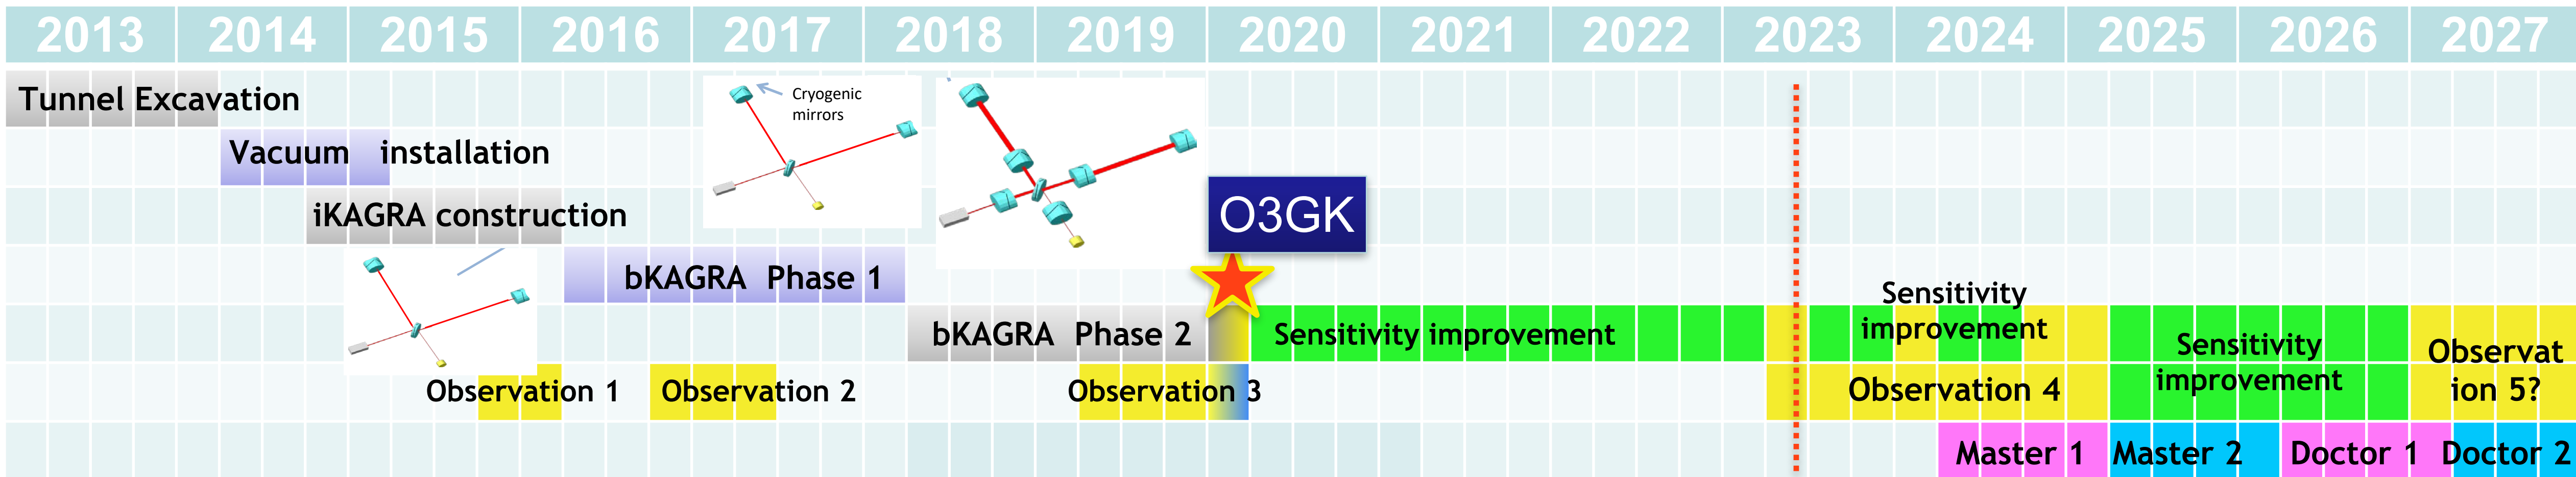 2013 2014 2015 2016 2017 2018 2019 2020 2021 2022 2023 2024 2025 2026 2027
Tunnel Excavation
Cryogenic
mirrors
Vacuum installation
iKAGRA construction
O3GK
bKAGRA Phase 1
bKAGRA Phase 2
Sensitivity improvement
Sensitivity
improvement
Sensitivity
improvement
Observat
ion 5?
Observation 1
Observation 2
Observation 3
Observation 4
Master 1
Master 2
Doctor 1
Doctor 2